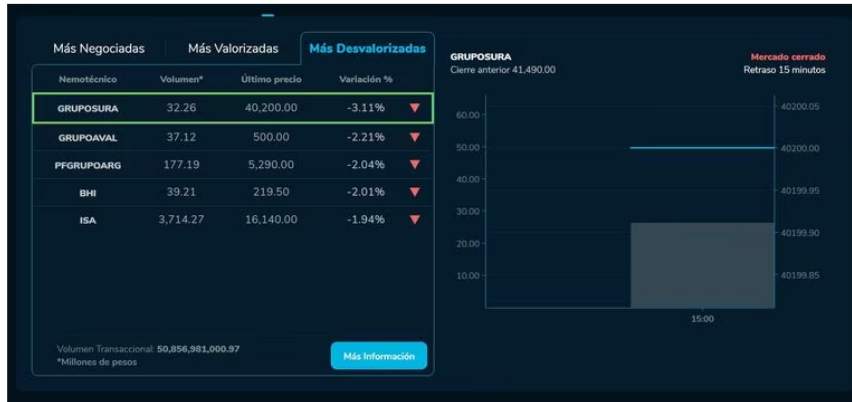 Más Negociadas Más Valorizadas Más Desvalorizadas
Nemotécnico Volumen* Último precio Variación %
GRUPOSURA 32.26 40,200.00 -3.11%
GRUPOAVAL 37.12 500.00 -2.21%
PFGRUPOARG 177.19 5,290.00 -2.04%
BHI 39.21 219.50 -2.01%
ISA 3,714.27 16,140.00 -1.94%
Volumen Transaccional: 50,856,981,000.97
*Millones de pesos
Más Información
GRUPOSURA Mercado cerrado
Cierre anterior 41,490.00 Retraso 15 minutos
60.00 40200.05
50.00 40200.00
40.00 40199.95
30.00 40199.90
20.00 40199.85
10.00
15:00